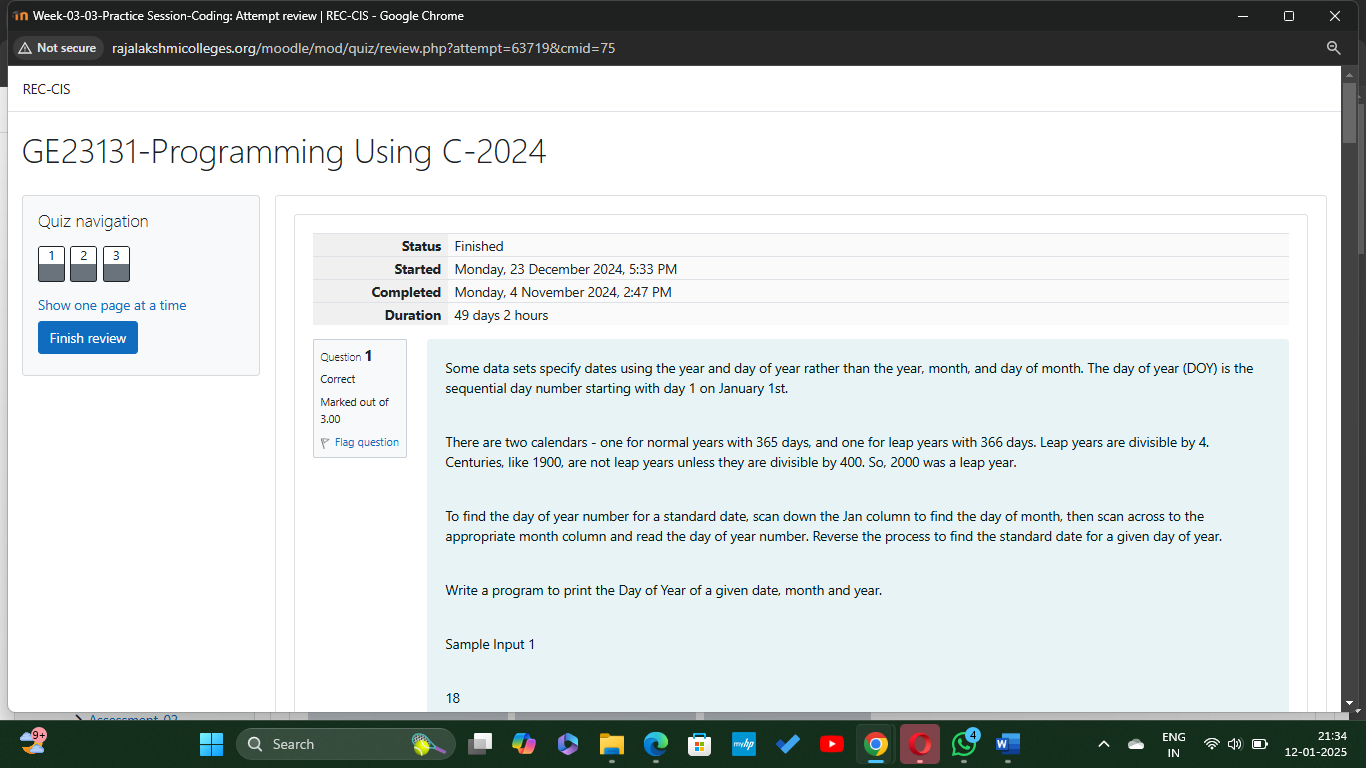 Week-03-03-Practice Session-Coding: Attempt review | REC-CIS - Google Chrome
Not secure rajalakshmicolleges.org/moodle/mod/quiz/review.php?attempt=63719&cmid=75
REC-CIS
GE23131-Programming Using C-2024
Quiz navigation
1 2 3
Show one page at a time
Finish review
Status Finished
Started Monday, 23 December 2024, 5:33 PM
Completed Monday, 4 November 2024, 2:47 PM
Duration 49 days 2 hours
Question 1
Correct
Marked out of
3.00
Flag question
Some data sets specify dates using the year and day of year rather than the year, month, and day of month. The day of year (DOY) is the
sequential day number starting with day 1 on January 1st.
There are two calendars - one for normal years with 365 days, and one for leap years with 366 days. Leap years are divisible by 4.
Centuries, like 1900, are not leap years unless they are divisible by 400. So, 2000 was a leap year.
To find the day of year number for a standard date, scan down the Jan column to find the day of month, then scan across to the
appropriate month column and read the day of year number. Reverse the process to find the standard date for a given day of year.
Write a program to print the Day of Year of a given date, month and year.
Sample Input 1
18
Assessment-02
9+
Search
myhp
4
W
ENG
IN
21:34
12-01-2025